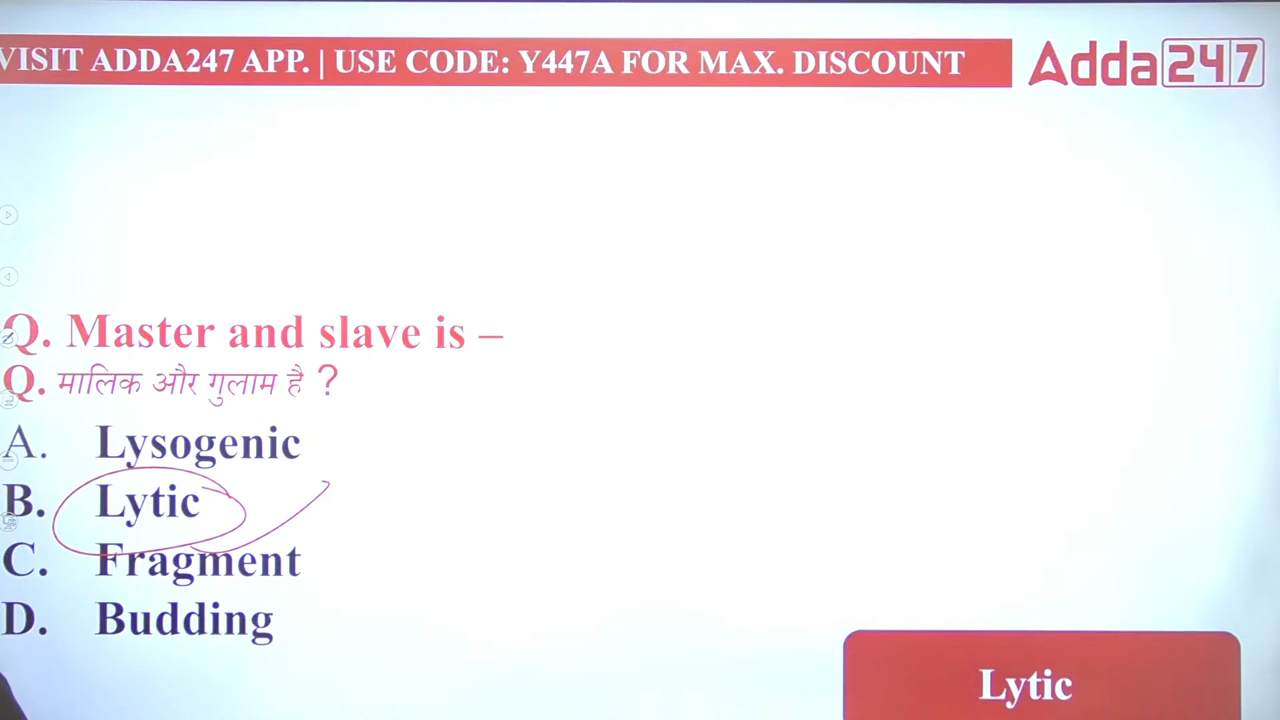 VISIT ADDA247 APP. | USE CODE: Y447A FOR MAX. DISCOUNT
Adda247
Q. Master and slave is –
Q. मालिक और गुलाम है ?
A. Lysogenic
B. Lytic
C. Fragment
D. Budding
Lytic